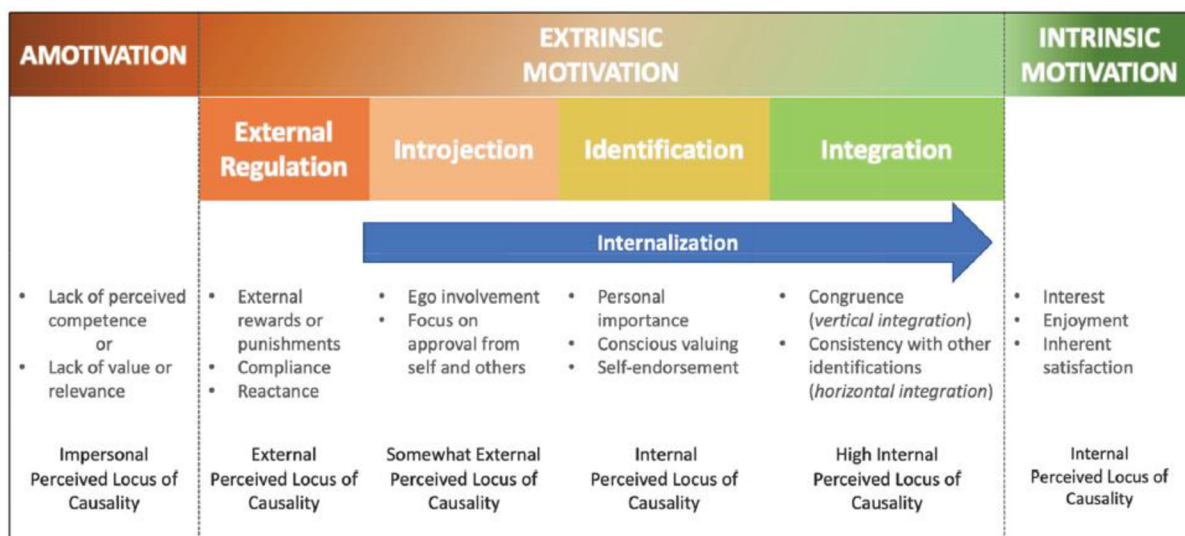 AMOTIVATION
EXTRINSIC
MOTIVATION
INTRINSIC
MOTIVATION
External
Regulation
Introjection
Identification
Integration
Internalization
• Lack of perceived
competence
or
• Lack of value or
relevance
• External
rewards or
punishments
• Compliance
• Reactance
• Ego involvement
• Focus on
approval from
self and others
• Personal
importance
• Conscious valuing
• Self-endorsement
• Congruence
(vertical integration)
• Consistency with other
identifications
(horizontal integration)
• Interest
• Enjoyment
• Inherent
satisfaction
Impersonal
Perceived Locus of
Causality
External
Perceived Locus of
Causality
Somewhat External
Perceived Locus of
Causality
Internal
Perceived Locus of
Causality
High Internal
Perceived Locus of
Causality
Internal
Perceived Locus of
Causality